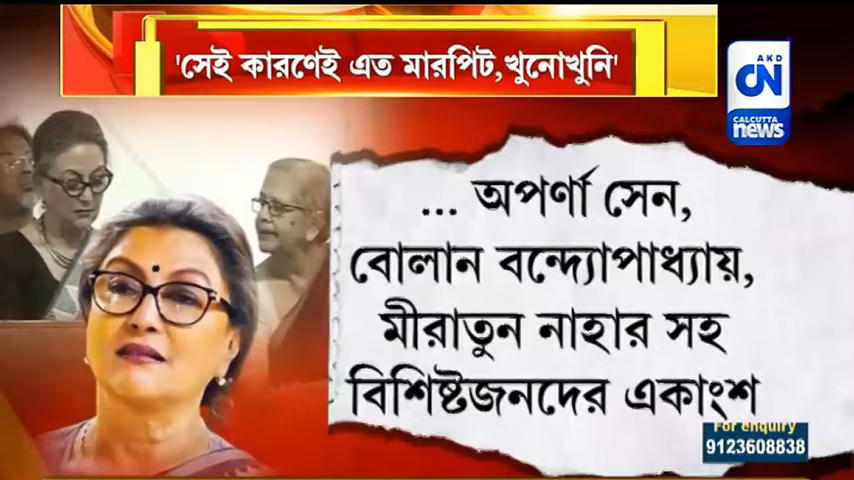 'সেই কারণেই এত মারপিট,খুনোখুনি'
AKD
CN
CALCUTTA
news
... অপর্ণা সেন,
বোলান বন্দ্যোপাধ্যায়,
মীরাতুন নাহার সহ
বিশিষ্টজনদের একাংশ
For enquiry
9123608838